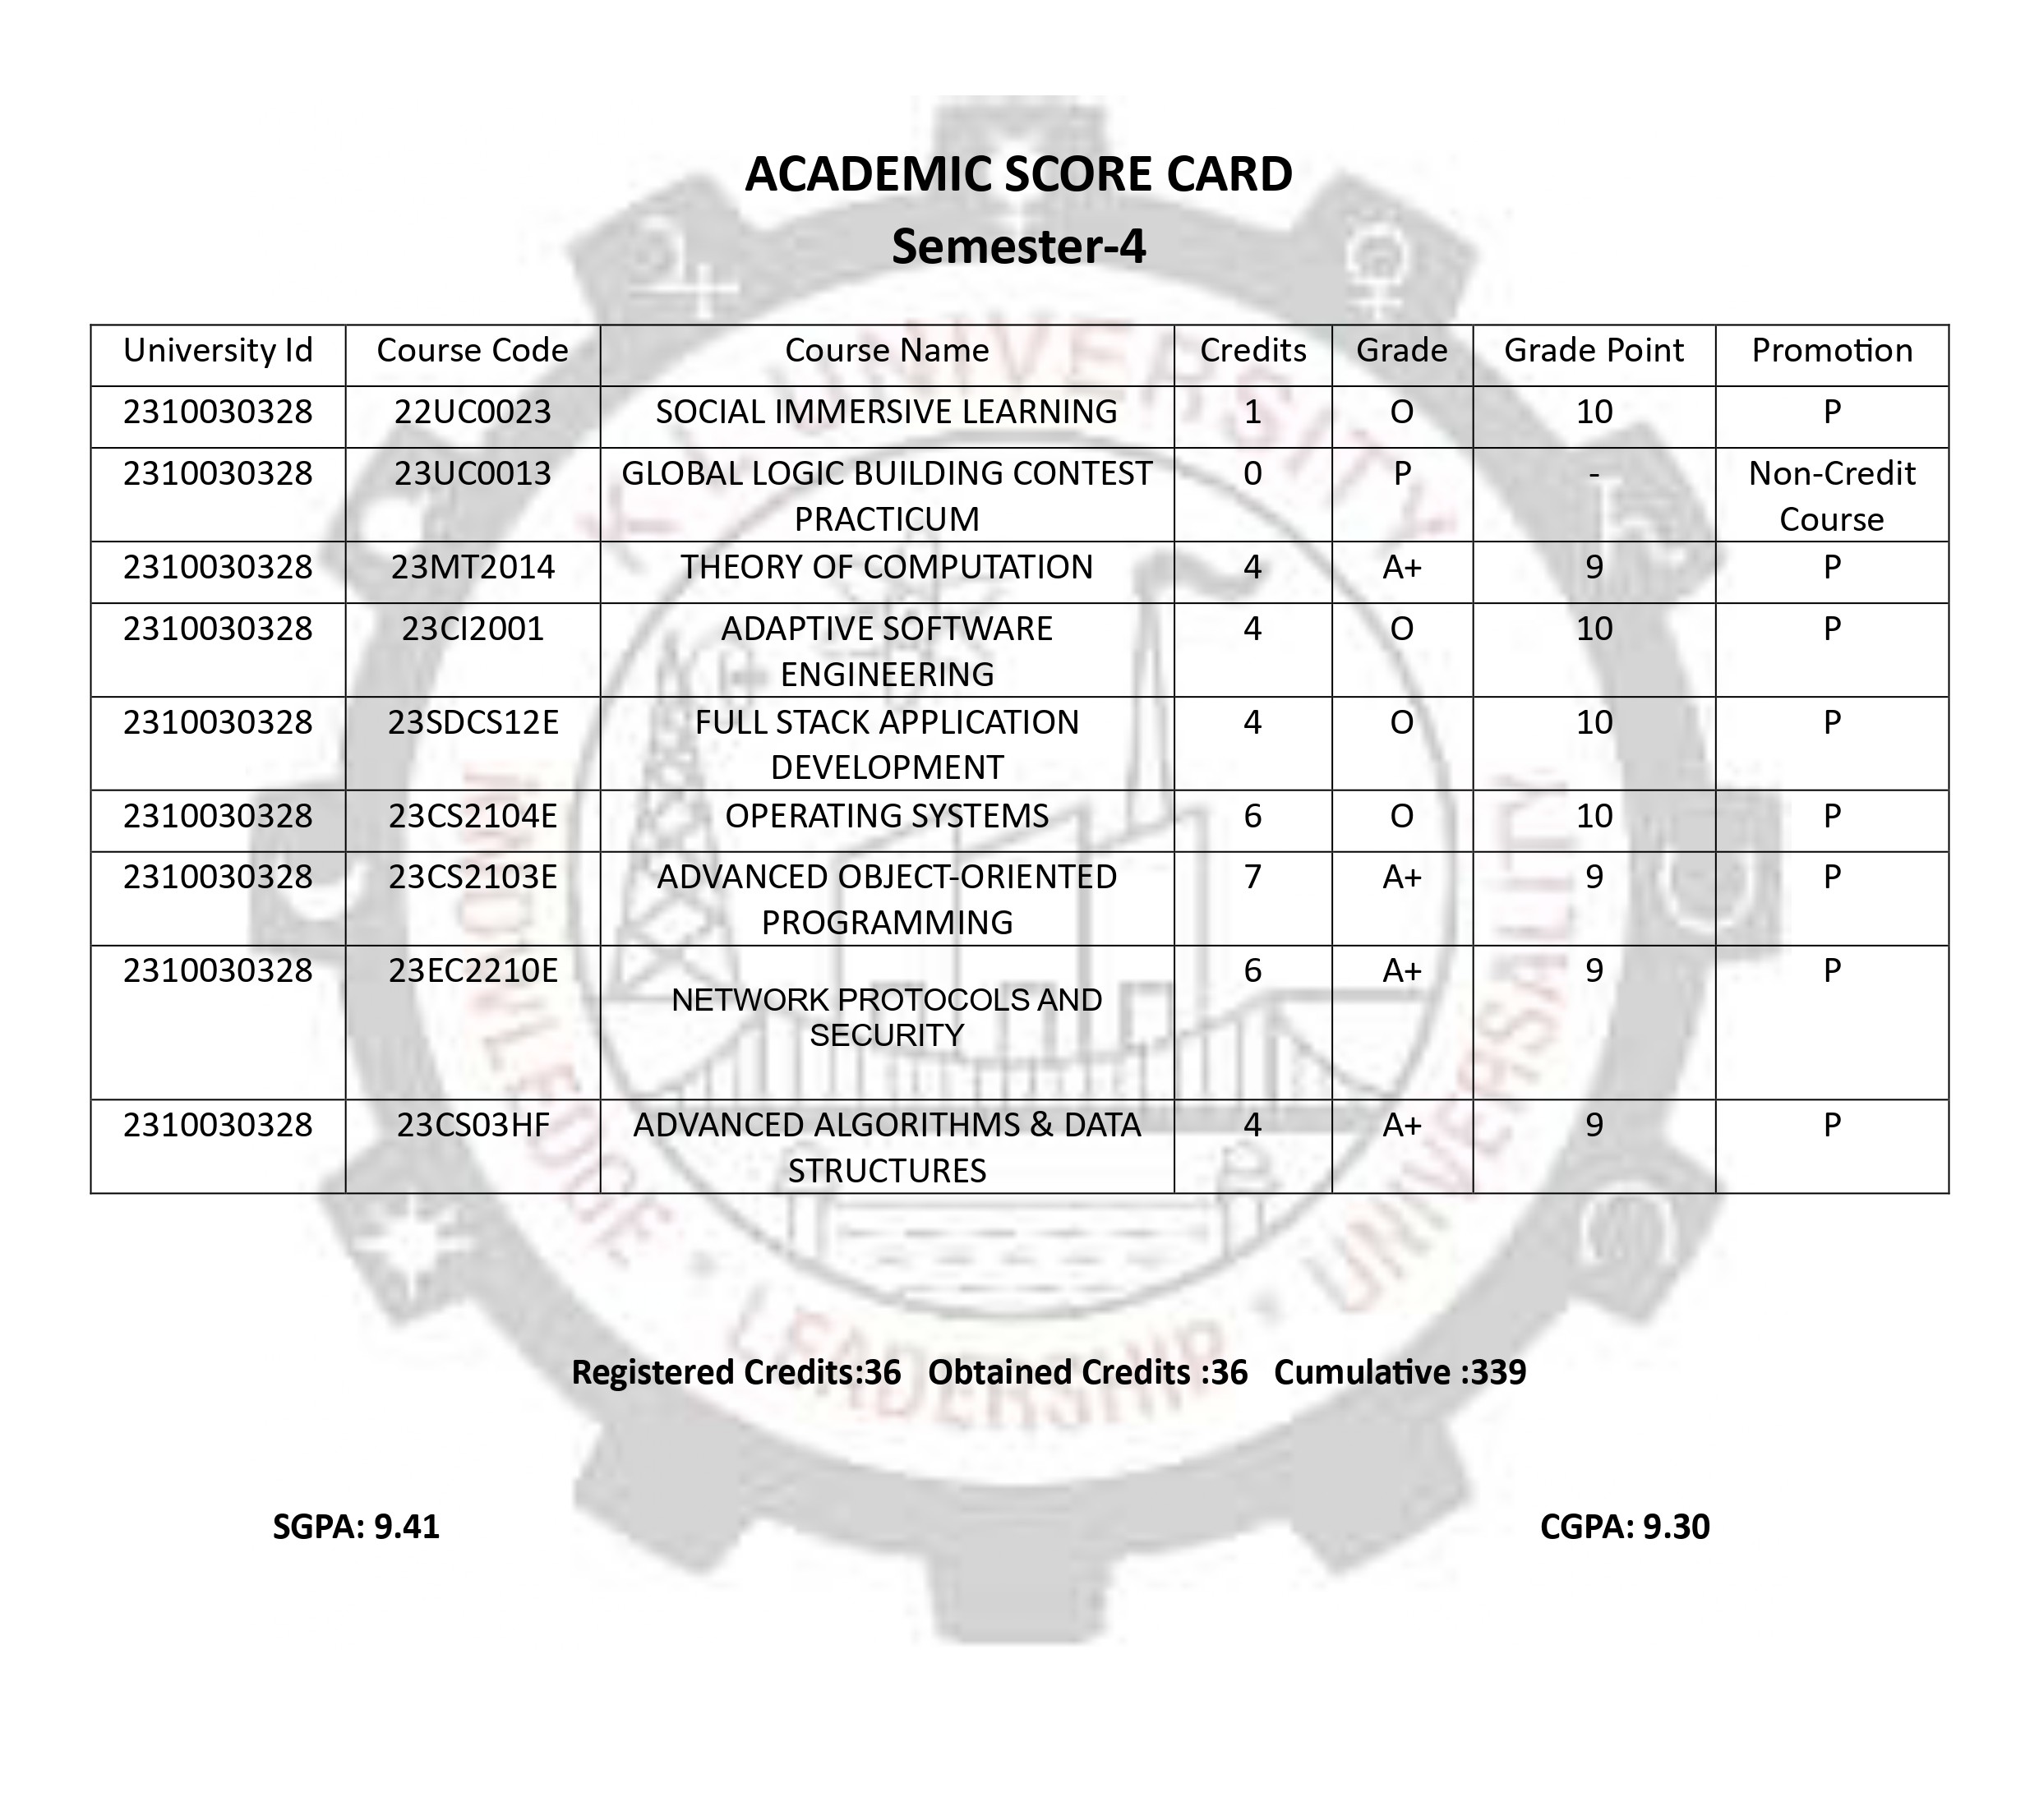 ACADEMIC SCORE CARD
Semester-4
University Id Course Code Course Name Credits Grade Grade Point Promotion
2310030328 22UC0023 SOCIAL IMMERSIVE LEARNING 1 O 10 P
2310030328 23UC0013 GLOBAL LOGIC BUILDING CONTEST 0 P - Non-Credit
PRACTICUM Course
2310030328 23MT2014 THEORY OF COMPUTATION 4 A+ 9 P
2310030328 23CI2001 ADAPTIVE SOFTWARE 4 O 10 P
ENGINEERING
2310030328 23SDCS12E FULL STACK APPLICATION 4 O 10 P
DEVELOPMENT
2310030328 23CS2104E OPERATING SYSTEMS 6 O 10 P
2310030328 23CS2103E ADVANCED OBJECT-ORIENTED 7 A+ 9 P
PROGRAMMING
2310030328 23EC2210E 6 A+ 9 P
NETWORK PROTOCOLS AND
SECURITY
2310030328 23CS03HF ADVANCED ALGORITHMS & DATA 4 A+ 9 P
STRUCTURES
Registered Credits:36 Obtained Credits :36 Cumulative :339
SGPA: 9.41 CGPA: 9.30
UNIVERSITY
LEADERSHIP • UNIVERSALITY